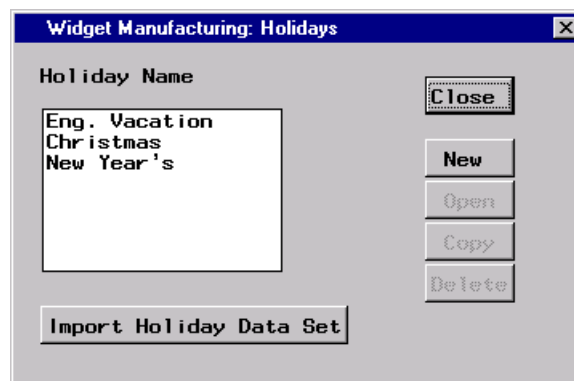 Widget Manufacturing: Holidays
Holiday Name
Eng. Vacation
Christmas
New Year's
Close
New
Open
Copy
Delete
Import Holiday Data Set